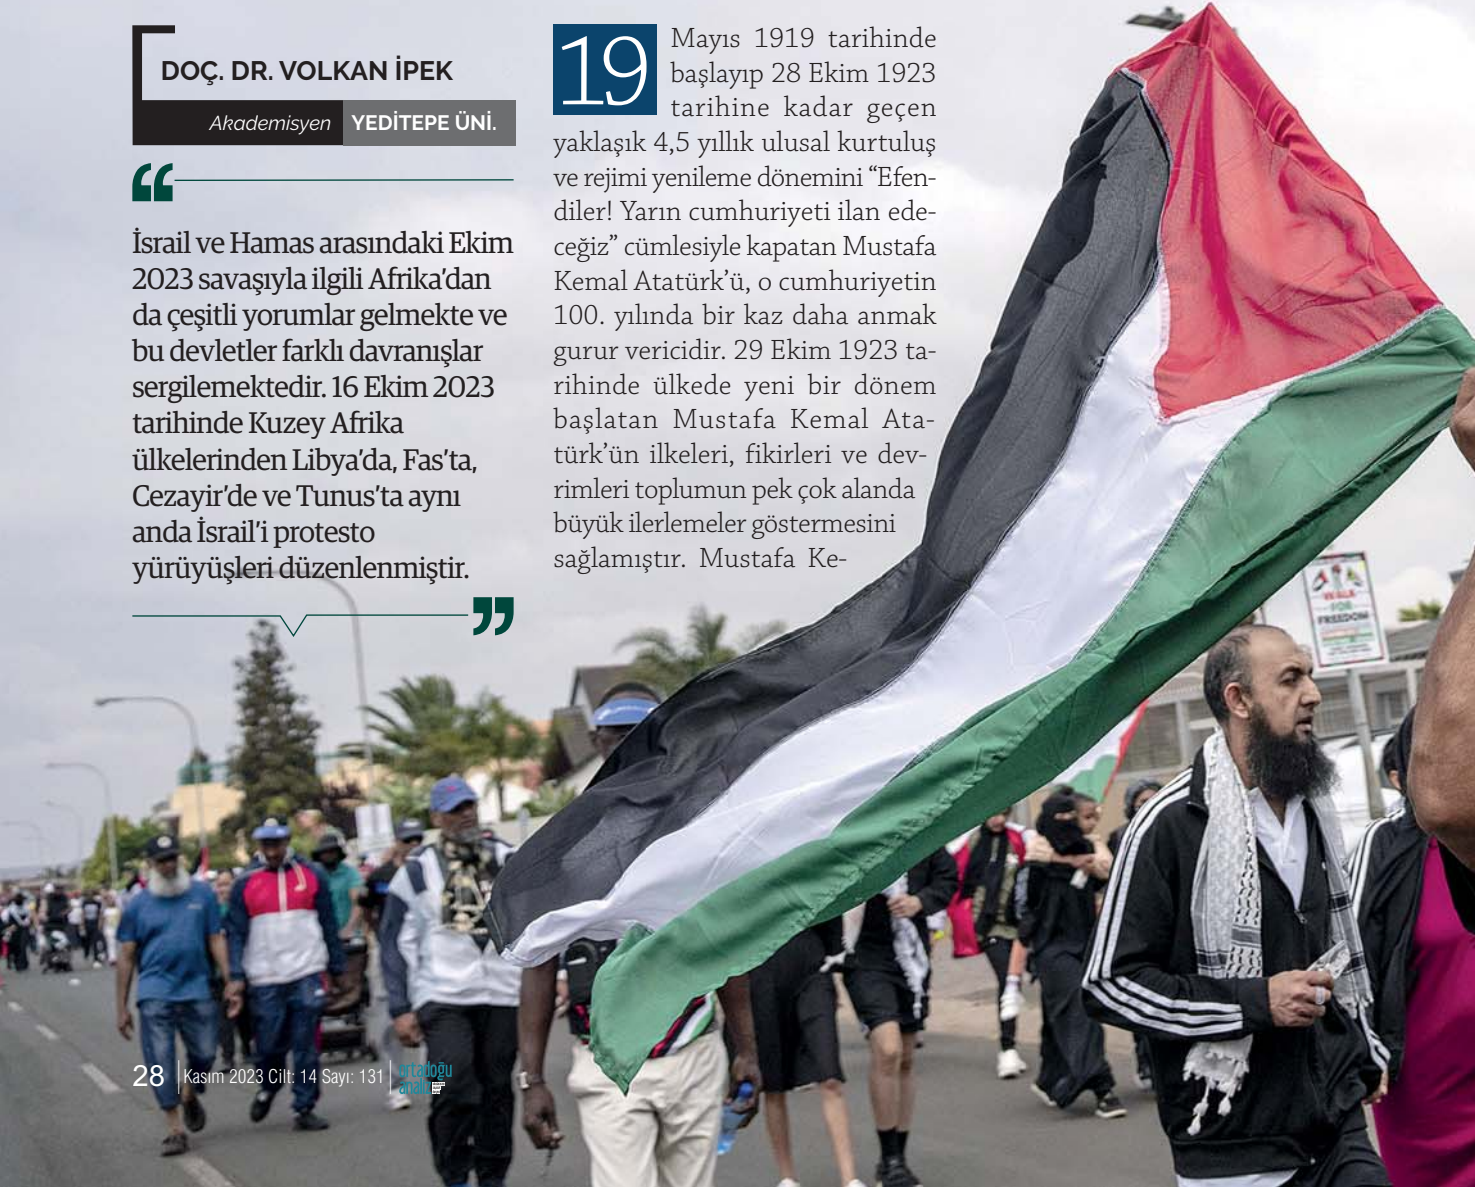 DOÇ. DR. VOLKAN İPEK
Akademisyen YEDİTEPE ÜNİ.
“
İsrail ve Hamas arasındaki Ekim
2023 savaşıyla ilgili Afrika’dan
da çeşitli yorumlar gelmekte ve
bu devletler farklı davranışlar
sergilemektedir. 16 Ekim 2023
tarihinde Kuzey Afrika
ülkelerinden Libya’da, Fas’ta,
Cezayir’de ve Tunus’ta aynı
anda İsrail’i protesto
yürüyüşleri düzenlenmiştir.
”
19 Mayıs 1919 tarihinde
başlayıp 28 Ekim 1923
tarihine kadar geçen
yaklaşık 4,5 yıllık ulusal kurtuluş
ve rejimi yenileme dönemini “Efen-
diler! Yarın cumhuriyeti ilan ede-
ceğiz” cümlesiyle kapatan Mustafa
Kemal Atatürk’ü, o cumhuriyetin
100. yılında bir kaz daha anmak
gurur vericidir. 29 Ekim 1923 ta-
rihinde ülkede yeni bir dönem
başlatan Mustafa Kemal Ata-
türk’ün ilkeleri, fikirleri ve dev-
rimleri toplumun pek çok alanda
büyük ilerlemeler göstermesini
sağlamıştır. Mustafa Ke-
FOR
FREEDOM
28 Kasım 2023 Cilt: 14 Sayı: 131 ortadoğu
analiz